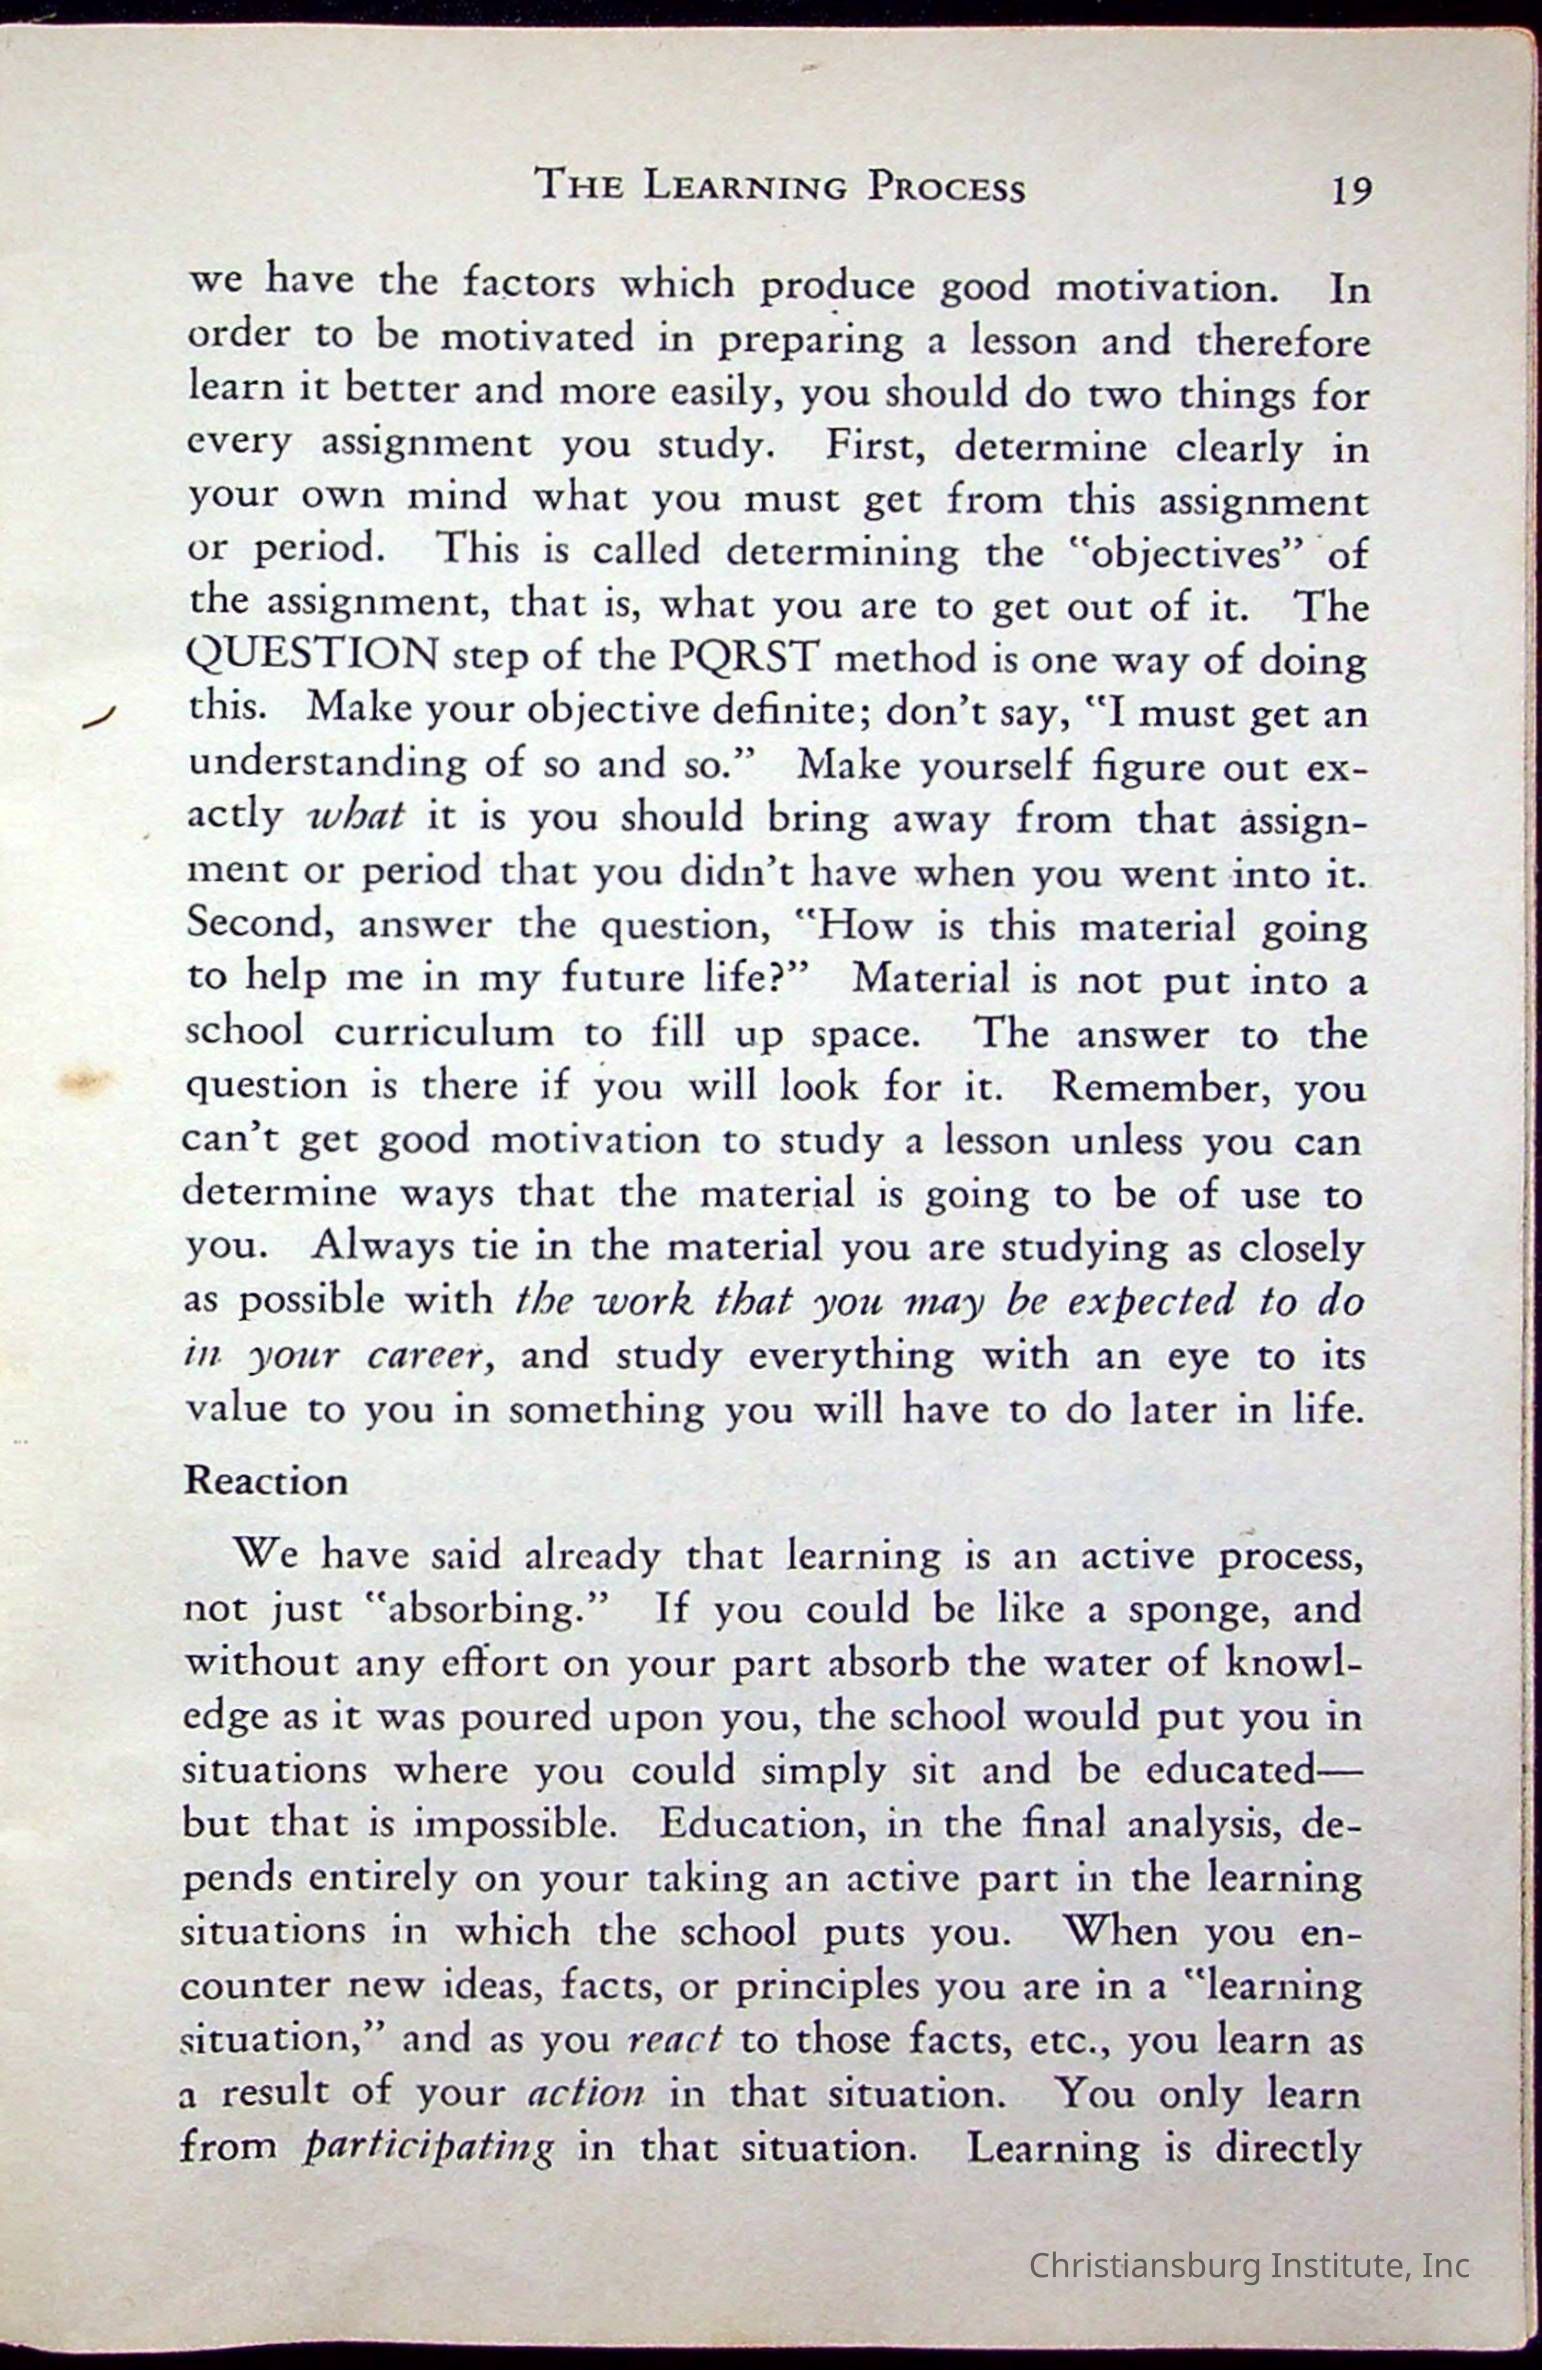 The Learning Process 19
we have the factors which produce good motivation. In
order to be motivated in preparing a lesson and therefore
learn it better and more easily, you should do two things for
every assignment you study. First, determine clearly in
your own mind what you must get from this assignment
or period. This is called determining the "objectives" of
the assignment, that is, what you are to get out of it. The
QUESTION step of the PQRST method is one way of doing
this. Make your objective definite; don't say, "I must get an
understanding of so and so." Make yourself figure out ex-
actly what it is you should bring away from that assign-
ment or period that you didn't have when you went into it.
Second, answer the question, "How is this material going
to help me in my future life?" Material is not put into a
school curriculum to fill up space. The answer to the
question is there if you will look for it. Remember, you
can't get good motivation to study a lesson unless you can
determine ways that the material is going to be of use to
you. Always tie in the material you are studying as closely
as possible with the work that you may be expected to do
in your career, and study everything with an eye to its
value to you in something you will have to do later in life.
Reaction
We have said already that learning is an active process,
not just "absorbing." If you could be like a sponge, and
without any effort on your part absorb the water of knowl-
edge as it was poured upon you, the school would put you in
situations where you could simply sit and be educated—
but that is impossible. Education, in the final analysis, de-
pends entirely on your taking an active part in the learning
situations in which the school puts you. When you en-
counter new ideas, facts, or principles you are in a "learning
situation," and as you react to those facts, etc., you learn as
a result of your action in that situation. You only learn
from participating in that situation. Learning is directly
Christiansburg Institute, Inc